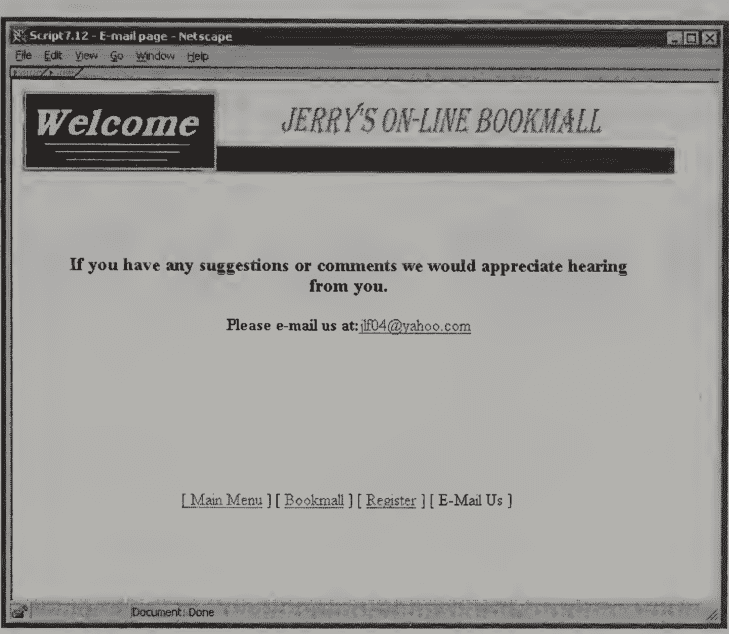 Script7.12 - E-mail page - Netscape
File Edit View Go Window Help
Welcome
JERRY'S ON-LINE BOOKMALL
If you have any suggestions or comments we would appreciate hearing
from you.
Please e-mail us at:jlf04@yahoo.com
[ Main Menu ] [ Bookmall ] [ Register ] [ E-Mail Us ]
Document: Done